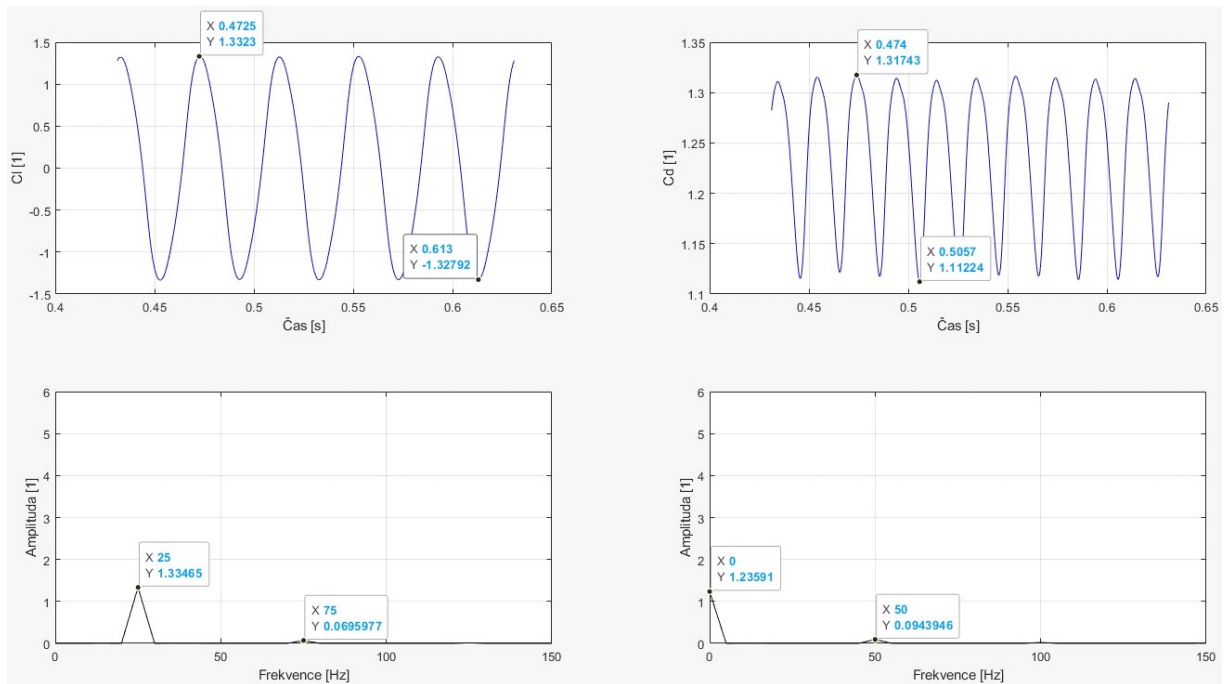 X 0.4725
Y 1.3323
1.5
1
0.5
0
-0.5
-1
-1.5
Cl [1]
X 0.613
Y -1.32792
0.4
0.45
0.5
0.55
0.6
0.65
Čas [s]
X 0.474
Y 1.31743
1.35
1.3
1.25
1.2
1.15
1.1
Cd [1]
X 0.5057
Y 1.11224
0.4
0.45
0.5
0.55
0.6
0.65
Čas [s]
6
5
4
3
2
1
0
Amplituda [1]
X 25
Y 1.33465
X 75
Y 0.0695977
0
50
100
150
Frekvence [Hz]
6
5
4
3
2
1
0
Amplituda [1]
X 0
Y 1.23591
X 50
Y 0.0943946
0
50
100
150
Frekvence [Hz]